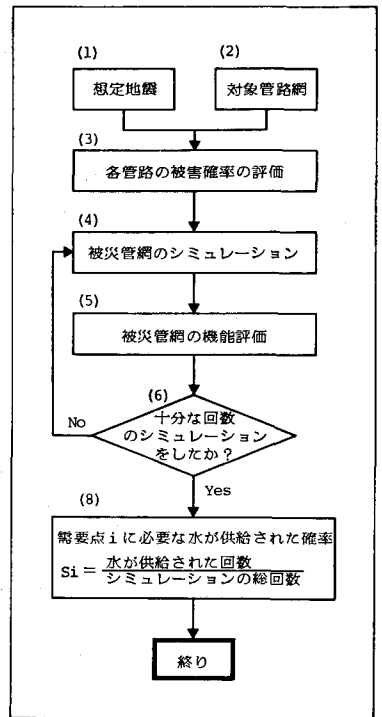 (1)
想定地震
(2)
対象管路網
(3)
各管路の被害確率の評価
(4)
被災管網のシミュレーション
(5)
被災管網の機能評価
(6)
十分な回数
のシミュレーション
をしたか？
No
Yes
(8)
需要点iに必要な水が供給された確率
Si＝水が供給された回数
シミュレーションの総回数
終り